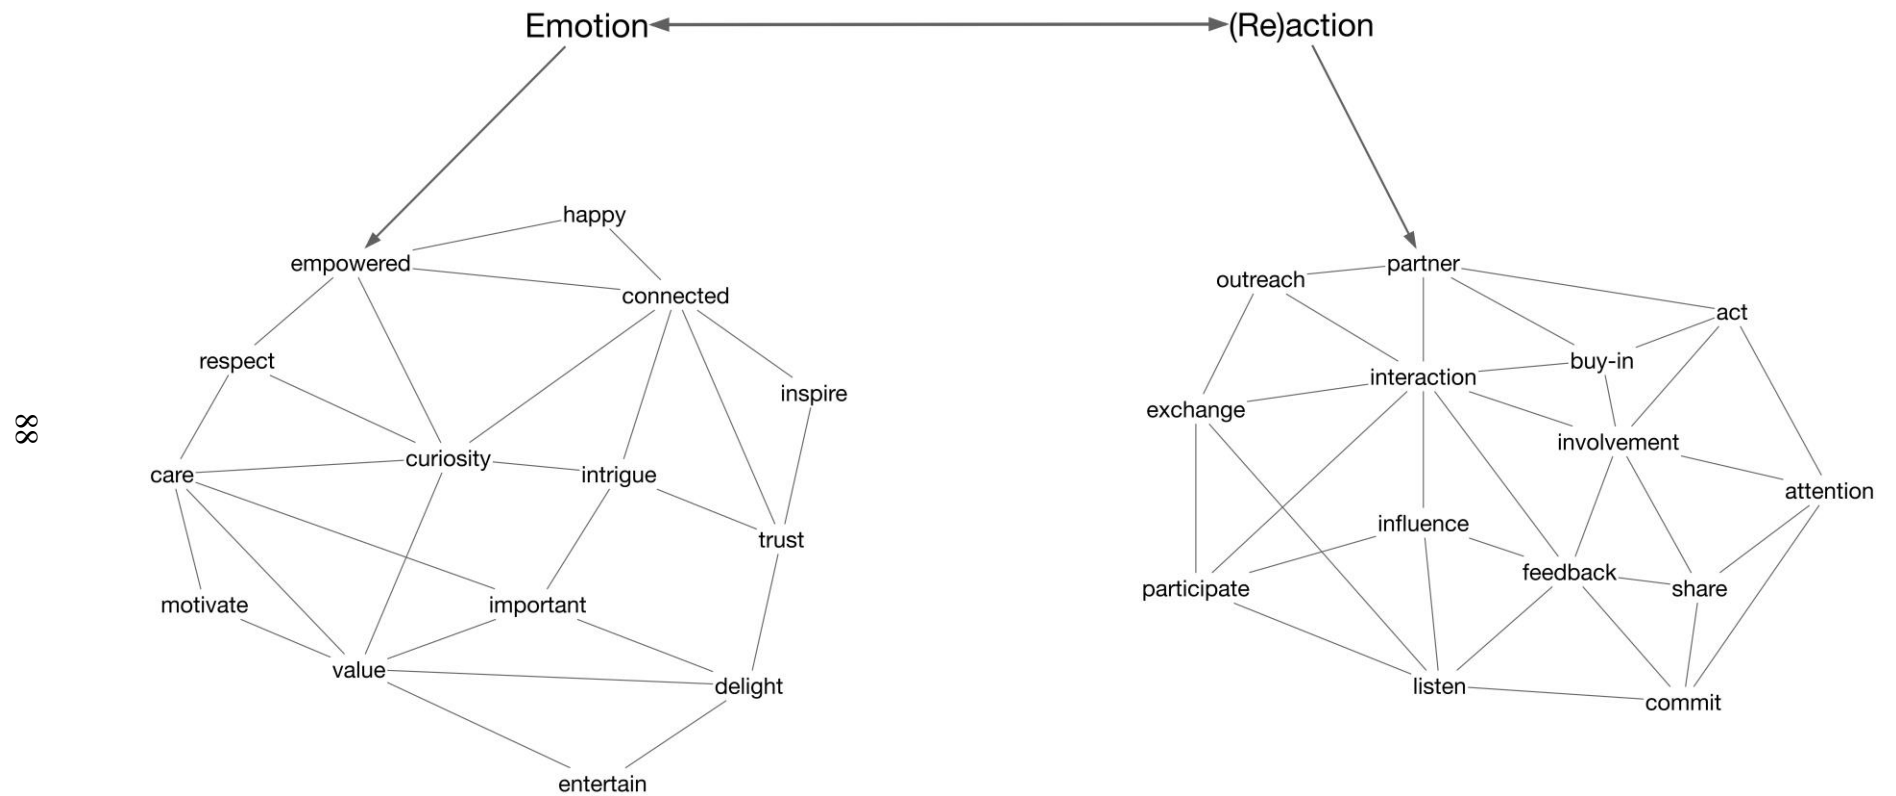 Emotion
(Re)action
happy
empowered
connected
respect
inspire
curiosity
care
intrigue
trust
motivate
important
value
delight
entertain
partner
outreach
act
buy-in
interaction
exchange
involvement
attention
influence
feedback
participate
share
listen
commit
88